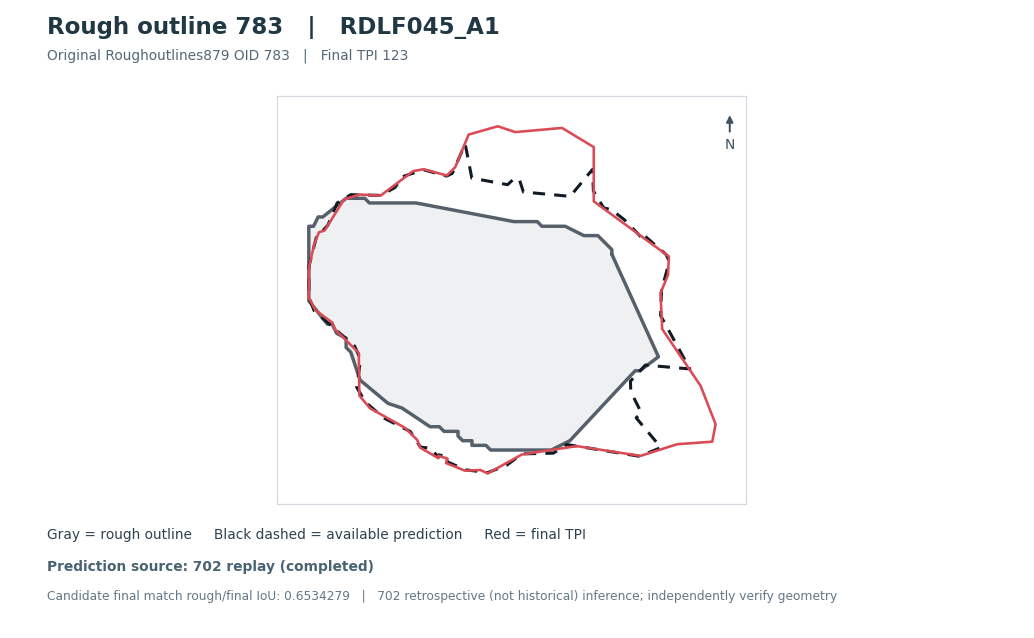 Rough outline 783 | RDLF045_A1
Original Roughoutlines879 OID 783 | Final TPI 123
N
Gray = rough outline Black dashed = available prediction Red = final TPI
Prediction source: 702 replay (completed)
Candidate final match rough/final IoU: 0.6534279 | 702 retrospective (not historical) inference; independently verify geometry